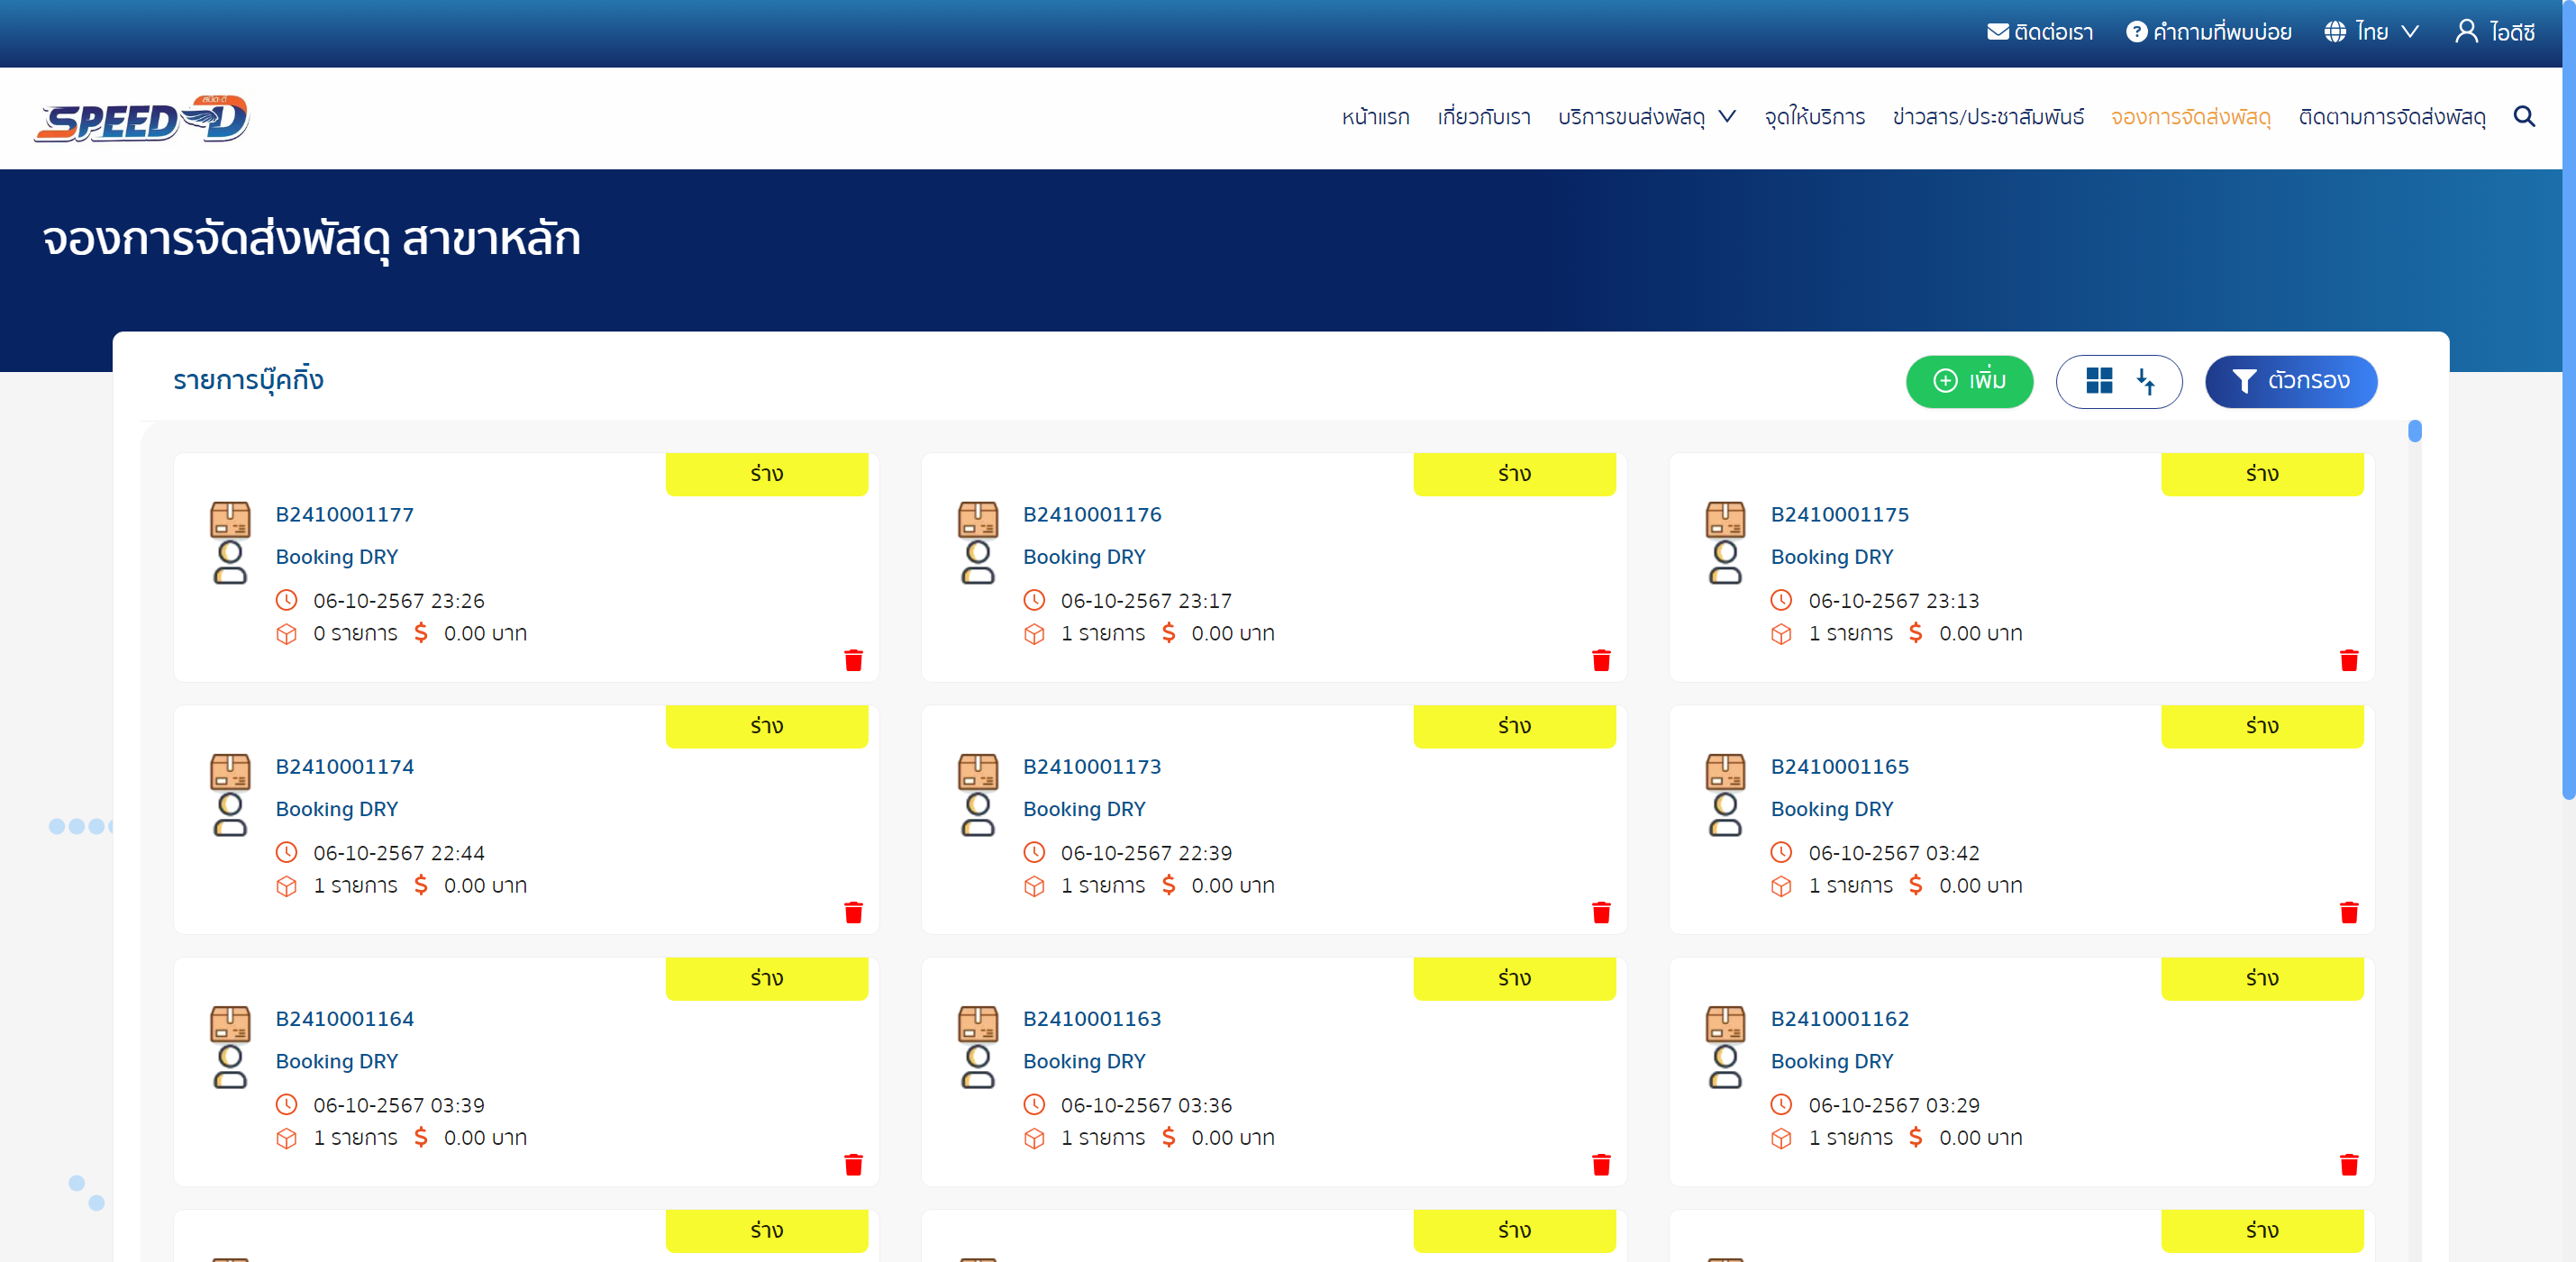 ติดต่อเรา คำถามที่พบบ่อย ไทย ไอดีซี
สปีด-ดี
SPEED-D
หน้าแรก เกี่ยวกับเรา บริการขนส่งพัสดุ จุดให้บริการ ข่าวสาร/ประชาสัมพันธ์ จองการจัดส่งพัสดุ ติดตามการจัดส่งพัสดุ
จองการจัดส่งพัสดุ สาขาหลัก
รายการบุ๊คกิ้ง เพิ่ม ตัวกรอง
ร่าง
B2410001177
Booking DRY
06-10-2567 23:26
0 รายการ 0.00 บาท
ร่าง
B2410001176
Booking DRY
06-10-2567 23:17
1 รายการ 0.00 บาท
ร่าง
B2410001175
Booking DRY
06-10-2567 23:13
1 รายการ 0.00 บาท
ร่าง
B2410001174
Booking DRY
06-10-2567 22:44
1 รายการ 0.00 บาท
ร่าง
B2410001173
Booking DRY
06-10-2567 22:39
1 รายการ 0.00 บาท
ร่าง
B2410001165
Booking DRY
06-10-2567 03:42
1 รายการ 0.00 บาท
ร่าง
B2410001164
Booking DRY
06-10-2567 03:39
1 รายการ 0.00 บาท
ร่าง
B2410001163
Booking DRY
06-10-2567 03:36
1 รายการ 0.00 บาท
ร่าง
B2410001162
Booking DRY
06-10-2567 03:29
1 รายการ 0.00 บาท
ร่าง
ร่าง
ร่าง